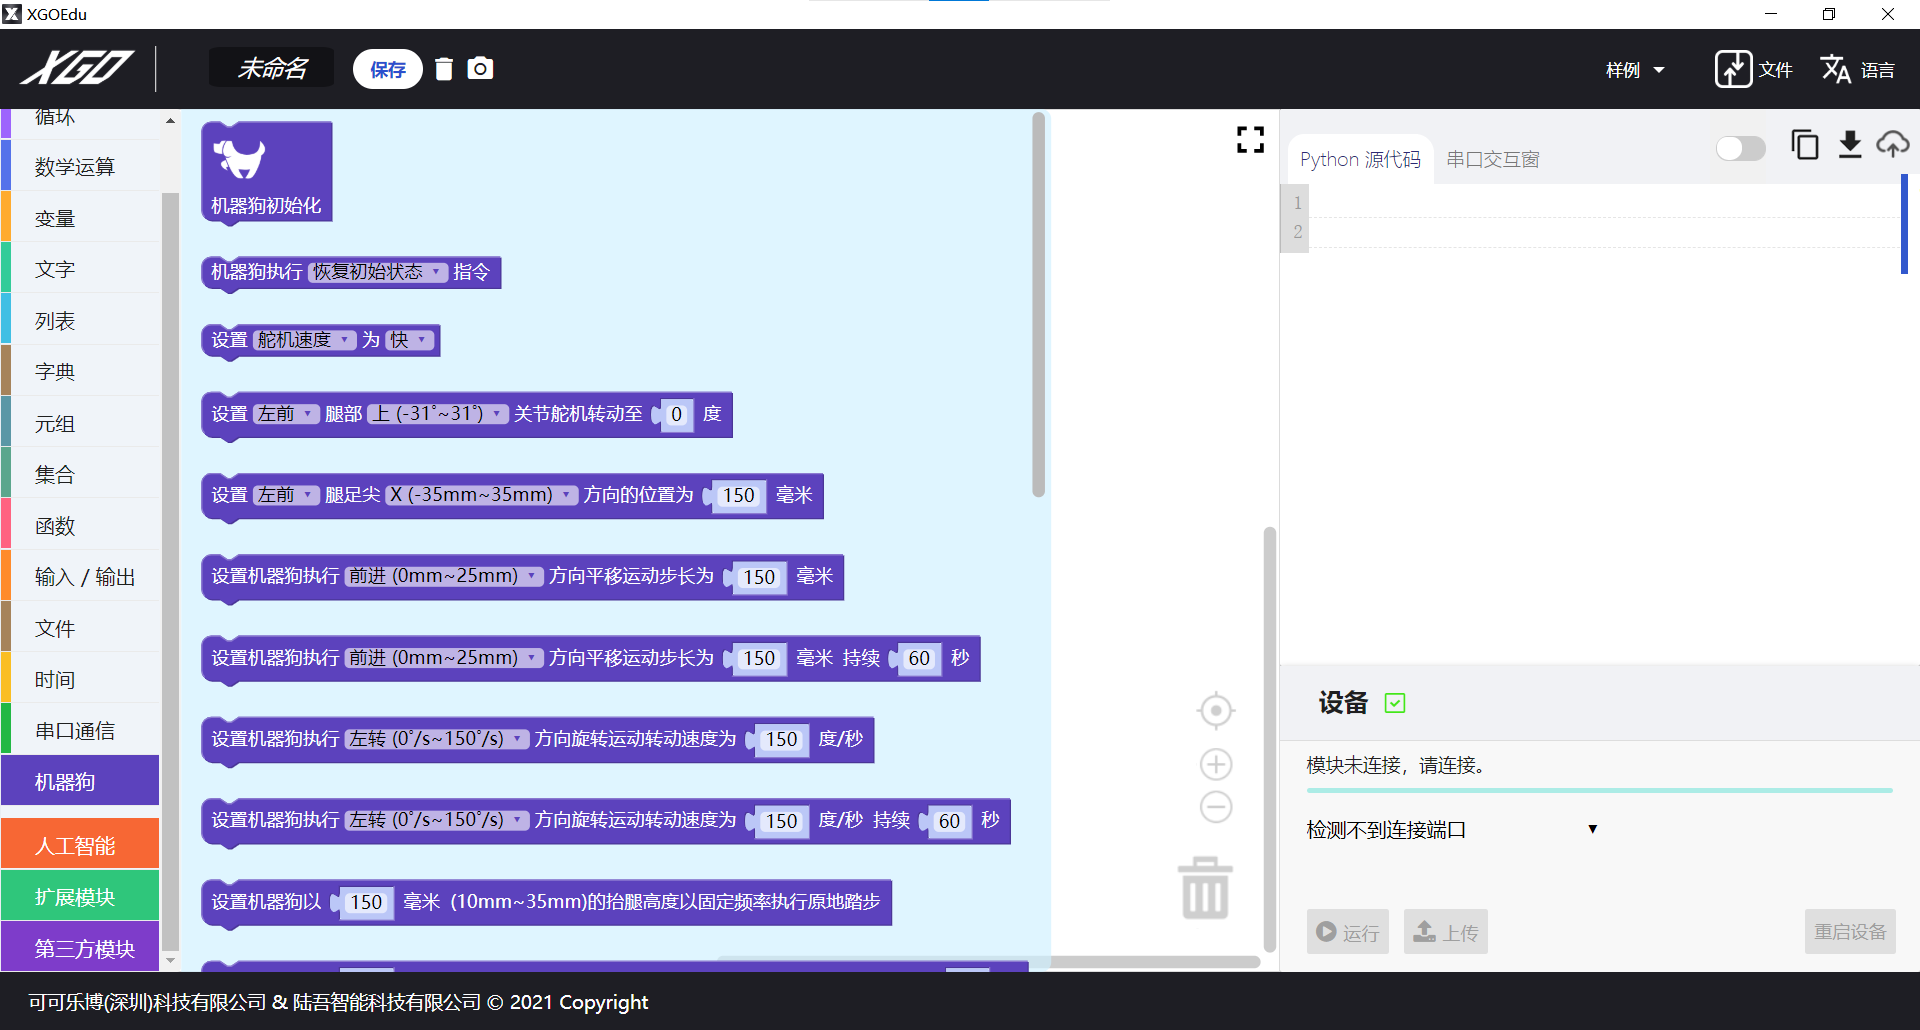 XGOEdu
XGO
未命名
保存
样例
文件
语言
循环
数学运算
变量
文字
列表
字典
元组
集合
函数
输入 / 输出
文件
时间
串口通信
机器狗
人工智能
扩展模块
第三方模块
机器狗初始化
机器狗执行 恢复初始状态 指令
设置 舵机速度 为 快
设置 左前 腿部 上 (-31°~31°) 关节舵机转动至 0 度
设置 左前 腿足尖 X (-35mm~35mm) 方向的位置为 150 毫米
设置机器狗执行 前进 (0mm~25mm) 方向平移运动步长为 150 毫米
设置机器狗执行 前进 (0mm~25mm) 方向平移运动步长为 150 毫米 持续 60 秒
设置机器狗执行 左转 (0°/s~150°/s) 方向旋转运动转动速度为 150 度/秒
设置机器狗执行 左转 (0°/s~150°/s) 方向旋转运动转动速度为 150 度/秒 持续 60 秒
设置机器狗以 150 毫米 (10mm~35mm)的抬腿高度以固定频率执行原地踏步
Python 源代码
串口交互窗
1
2
设备
模块未连接，请连接。
检测不到连接端口
运行
上传
重启设备
可可乐博(深圳)科技有限公司 & 陆吾智能科技有限公司 © 2021 Copyright